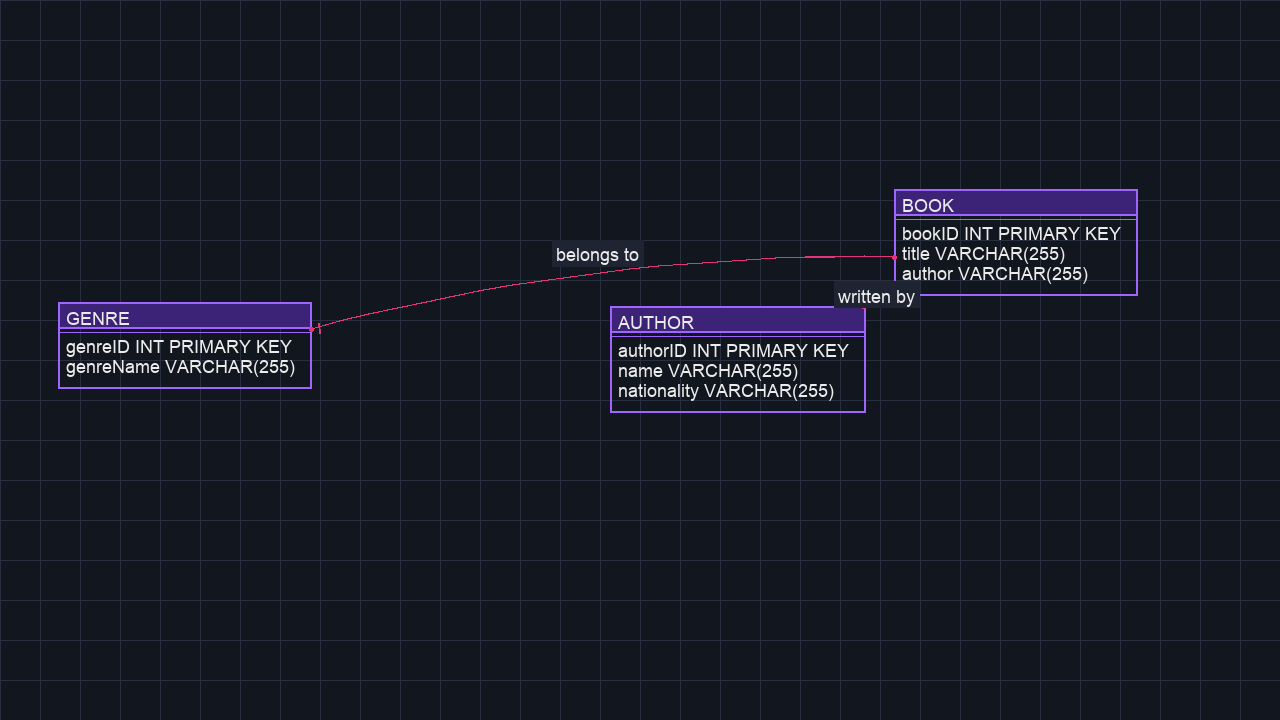 BOOK
bookID INT PRIMARY KEY
title VARCHAR(255)
author VARCHAR(255)
belongs to
written by
GENRE
genreID INT PRIMARY KEY
genreName VARCHAR(255)
AUTHOR
authorID INT PRIMARY KEY
name VARCHAR(255)
nationality VARCHAR(255)